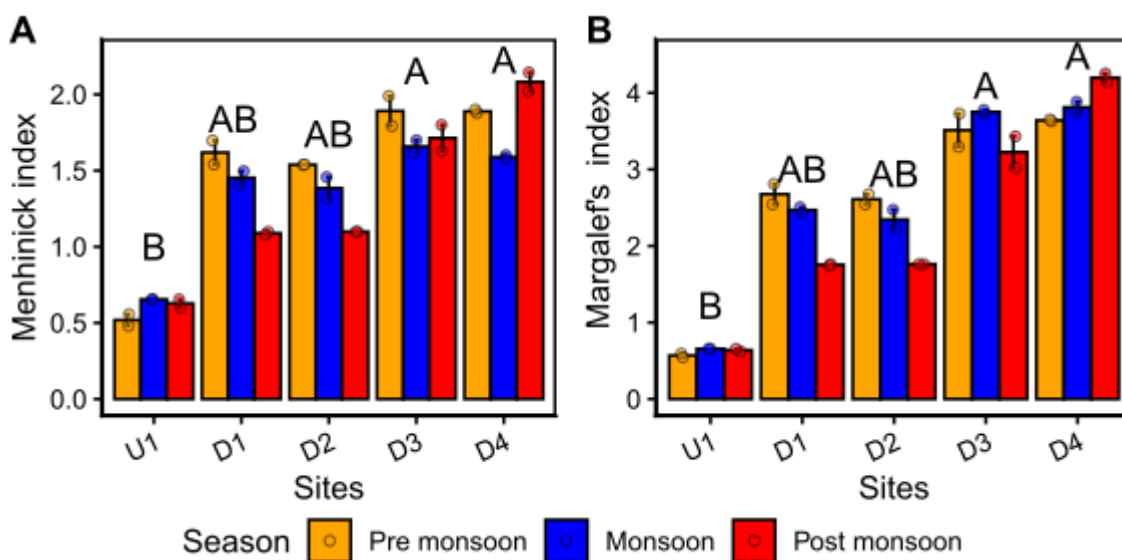 A
Menhinick index
2.0
1.5
1.0
0.5
0.0
B
AB
AB
A
A
U1 D1 D2 D3 D4
Sites
B
Margalef's index
4
3
2
1
0
B
AB
AB
A
A
U1 D1 D2 D3 D4
Sites
Season Pre monsoon Monsoon Post monsoon